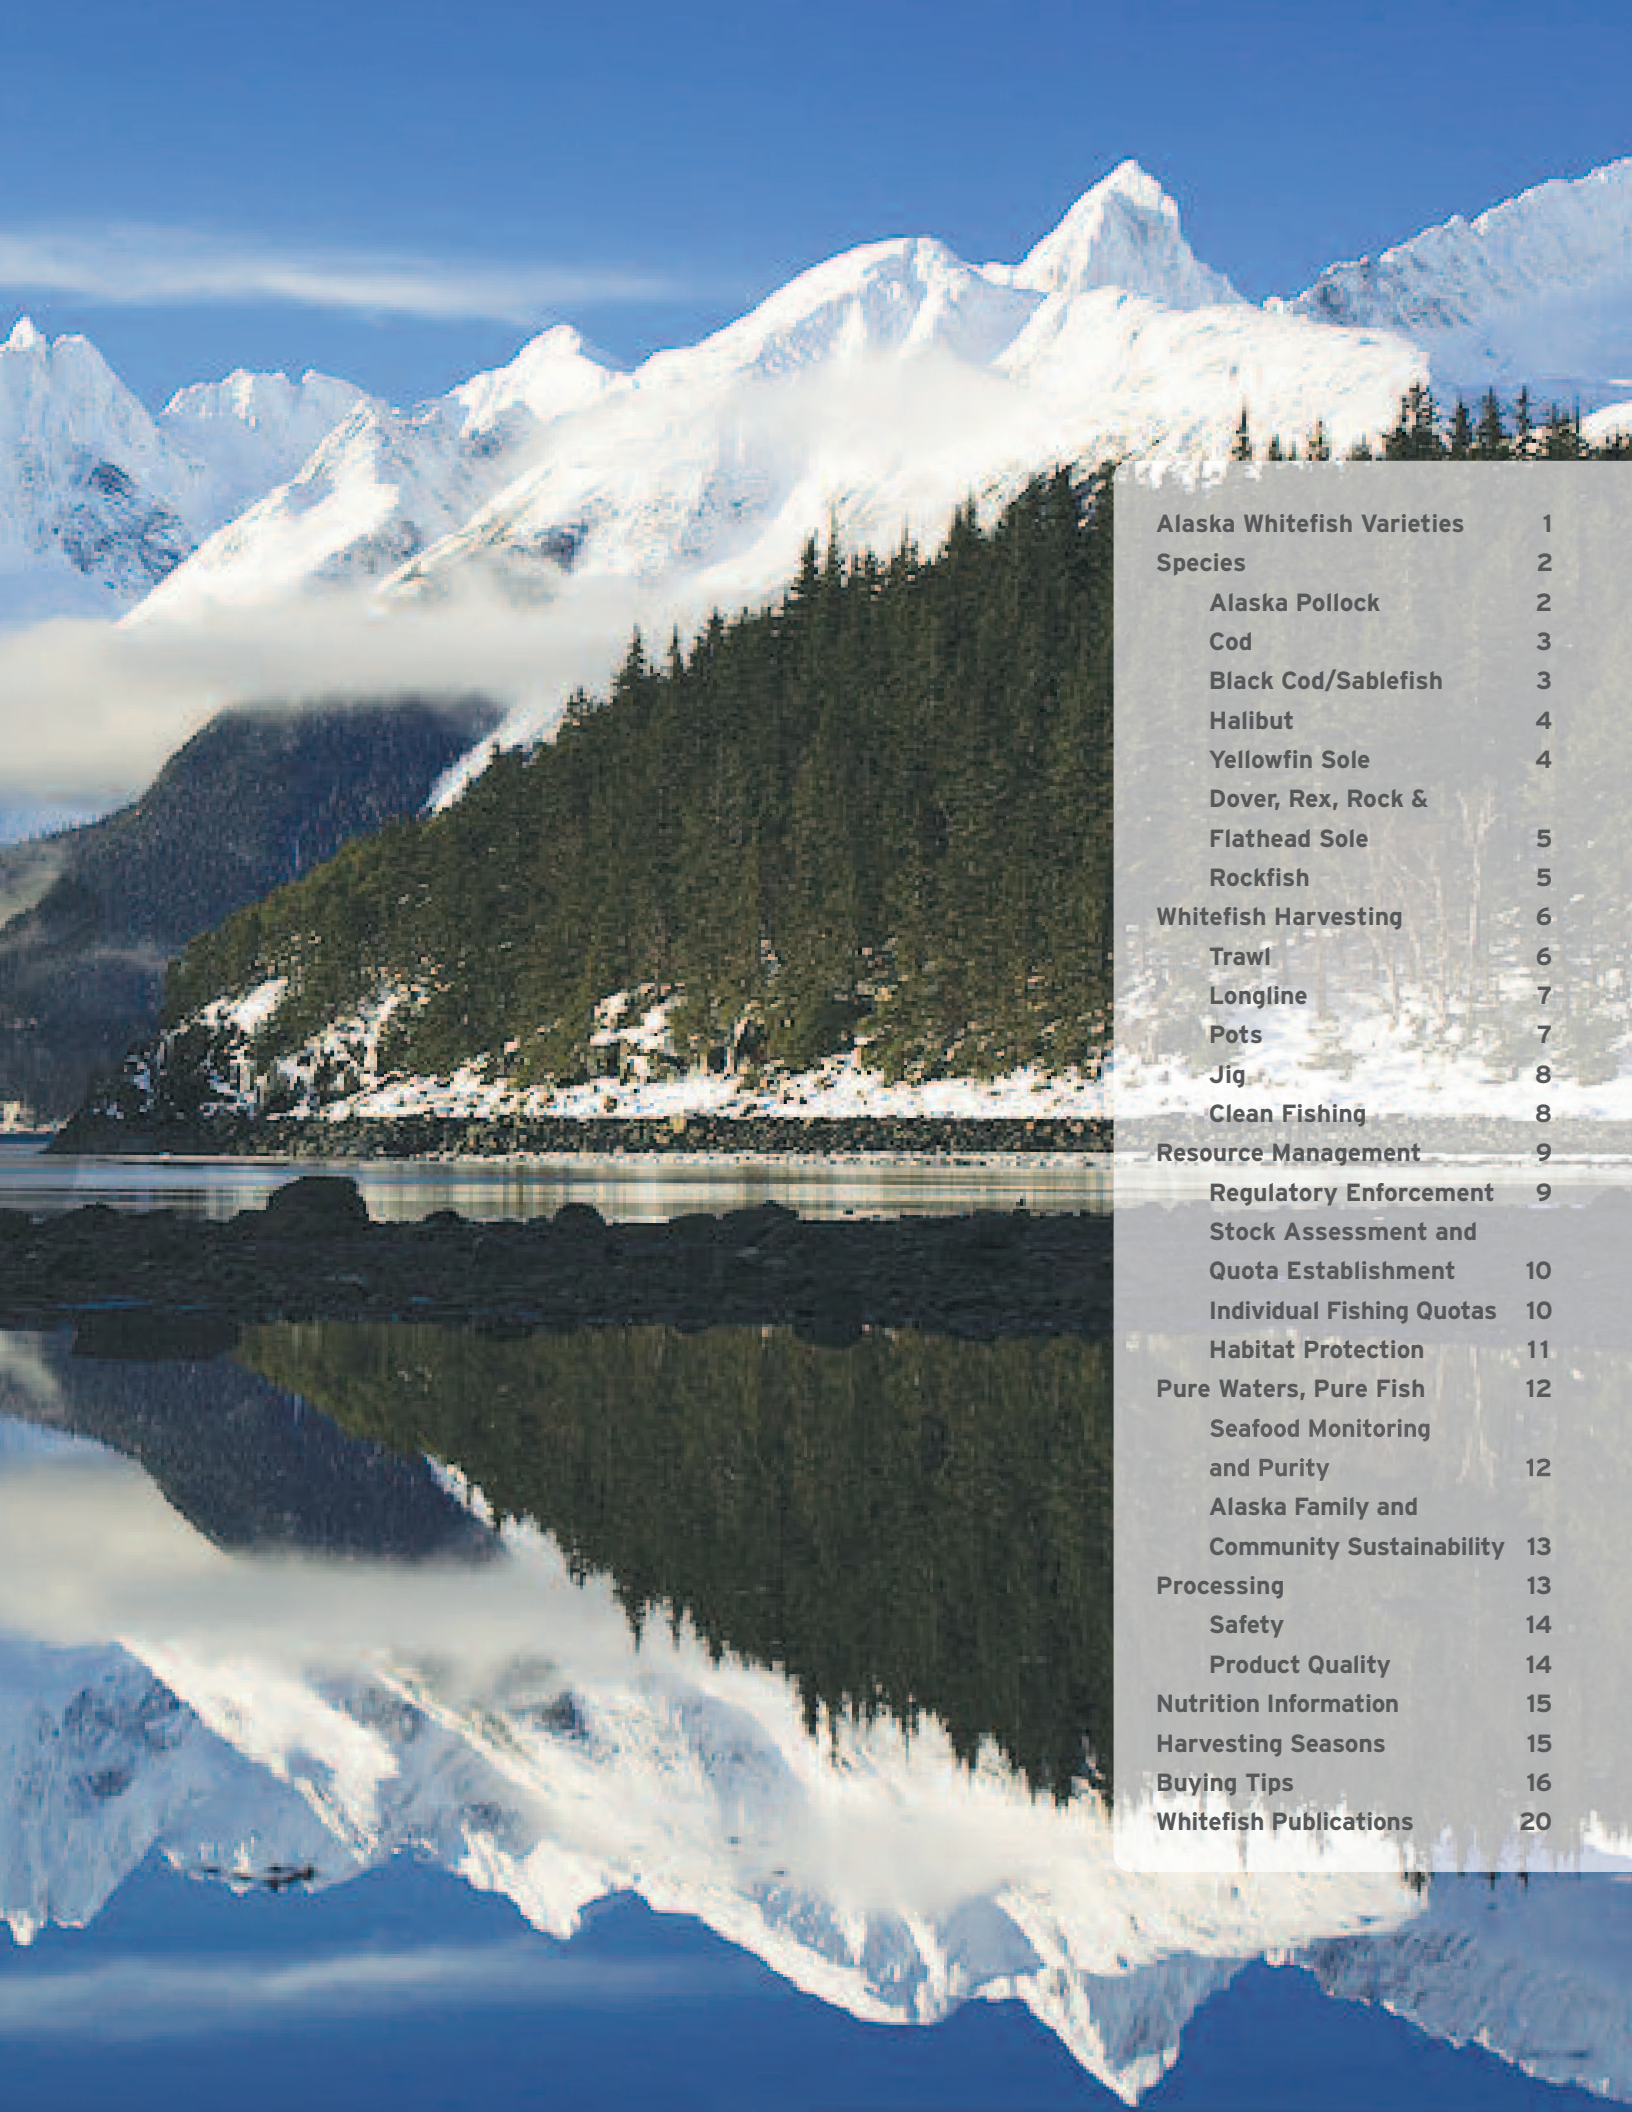 Alaska Whitefish Varieties 1
Species 2
Alaska Pollock 2
Cod 3
Black Cod/Sablefish 3
Halibut 4
Yellowfin Sole 4
Dover, Rex, Rock &
Flathead Sole 5
Rockfish 5
Whitefish Harvesting 6
Trawl 6
Longline 7
Pots 7
Jig 8
Clean Fishing 8
Resource Management 9
Regulatory Enforcement 9
Stock Assessment and
Quota Establishment 10
Individual Fishing Quotas 10
Habitat Protection 11
Pure Waters, Pure Fish 12
Seafood Monitoring
and Purity 12
Alaska Family and
Community Sustainability 13
Processing 13
Safety 14
Product Quality 14
Nutrition Information 15
Harvesting Seasons 15
Buying Tips 16
Whitefish Publications 20